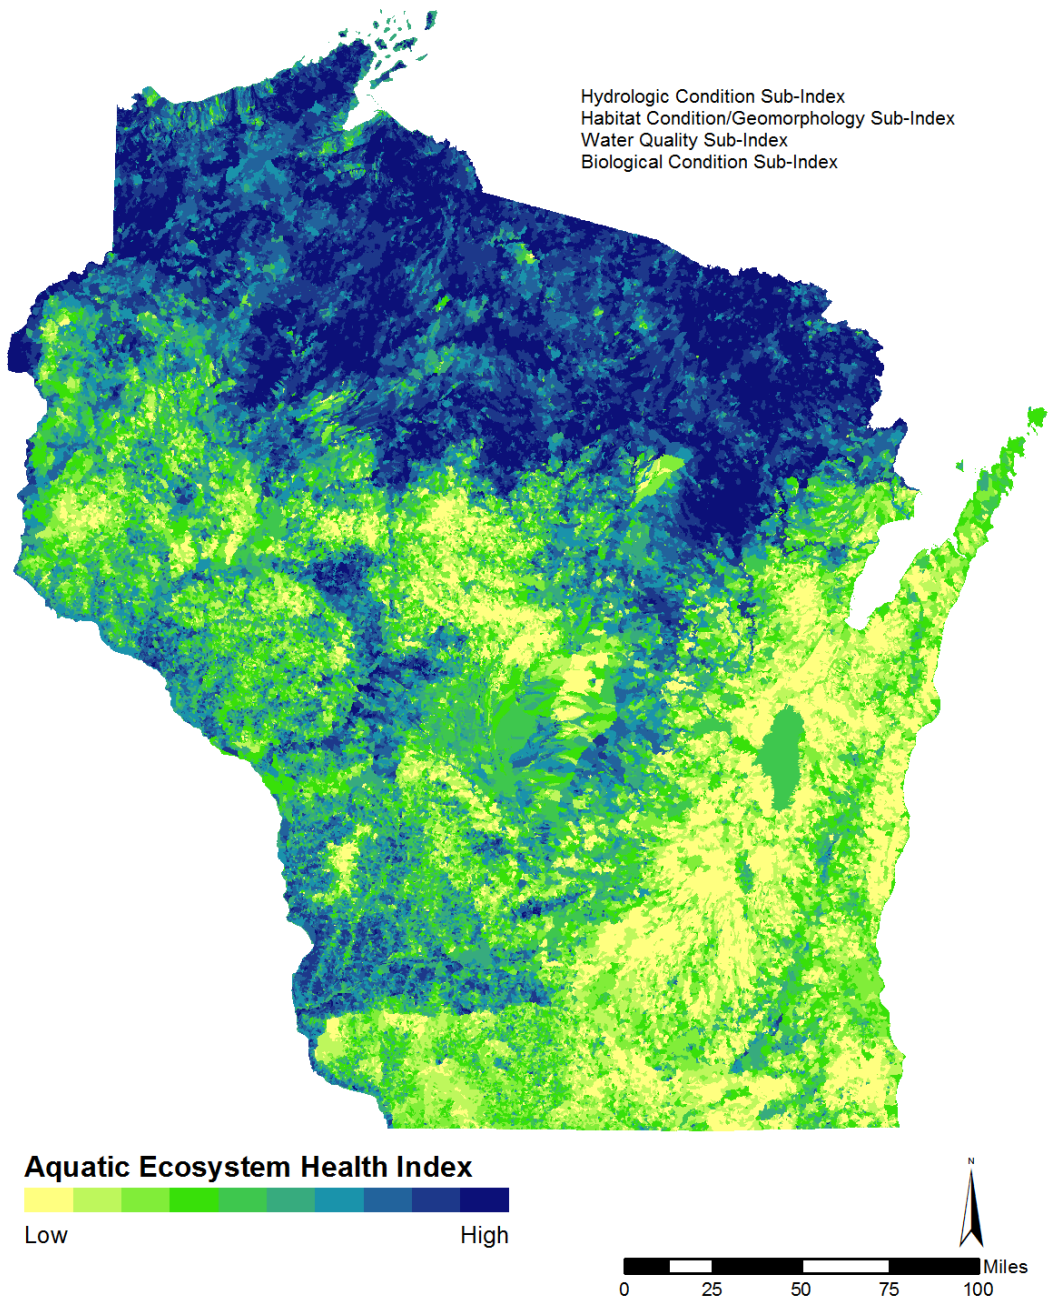 Hydrologic Condition Sub-Index
Habitat Condition/Geomorphology Sub-Index
Water Quality Sub-Index
Biological Condition Sub-Index
Aquatic Ecosystem Health Index
Low High
N
Miles
0 25 50 75 100